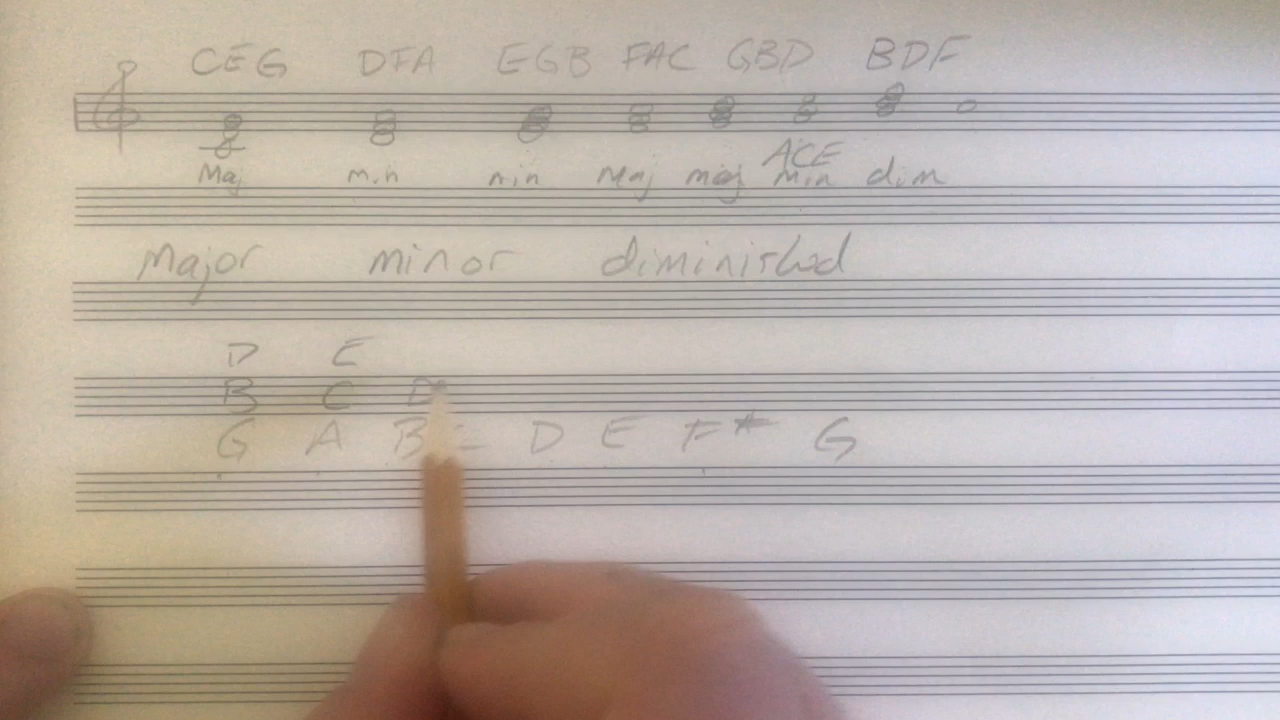 CEG DFA EGB FAC GBD BDF
ACE
Maj min min Maj maj min dim
Major minor diminished
D E
B C D
G A B C D E F# G